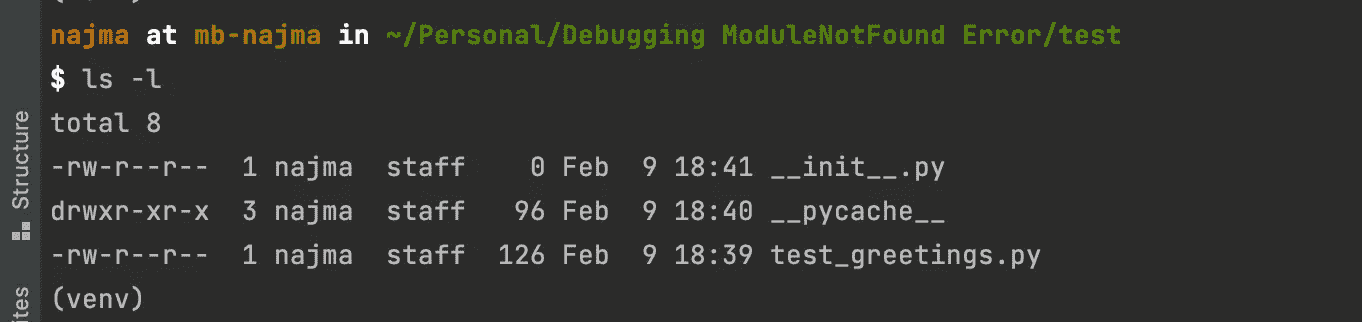 najma at mb-najma in ~/Personal/Debugging ModuleNotFound Error/test
$ ls -l
total 8
-rw-r--r--  1 najma  staff    0 Feb  9 18:41 __init__.py
drwxr-xr-x  3 najma  staff   96 Feb  9 18:40 __pycache__
-rw-r--r--  1 najma  staff  126 Feb  9 18:39 test_greetings.py
(venv)
Structure